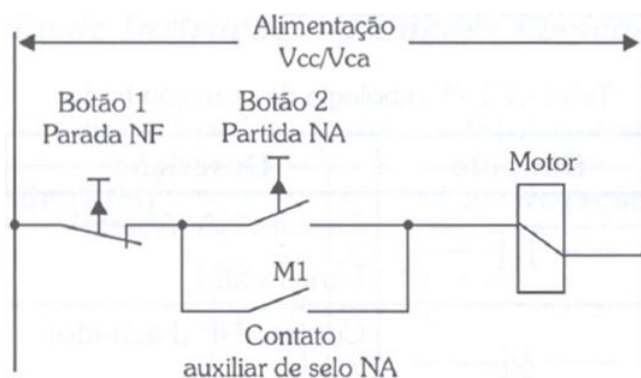 Alimentação
Vcc/Vca
Botão 1
Parada NF
Botão 2
Partida NA
Motor
M1
Contato
auxiliar de selo NA